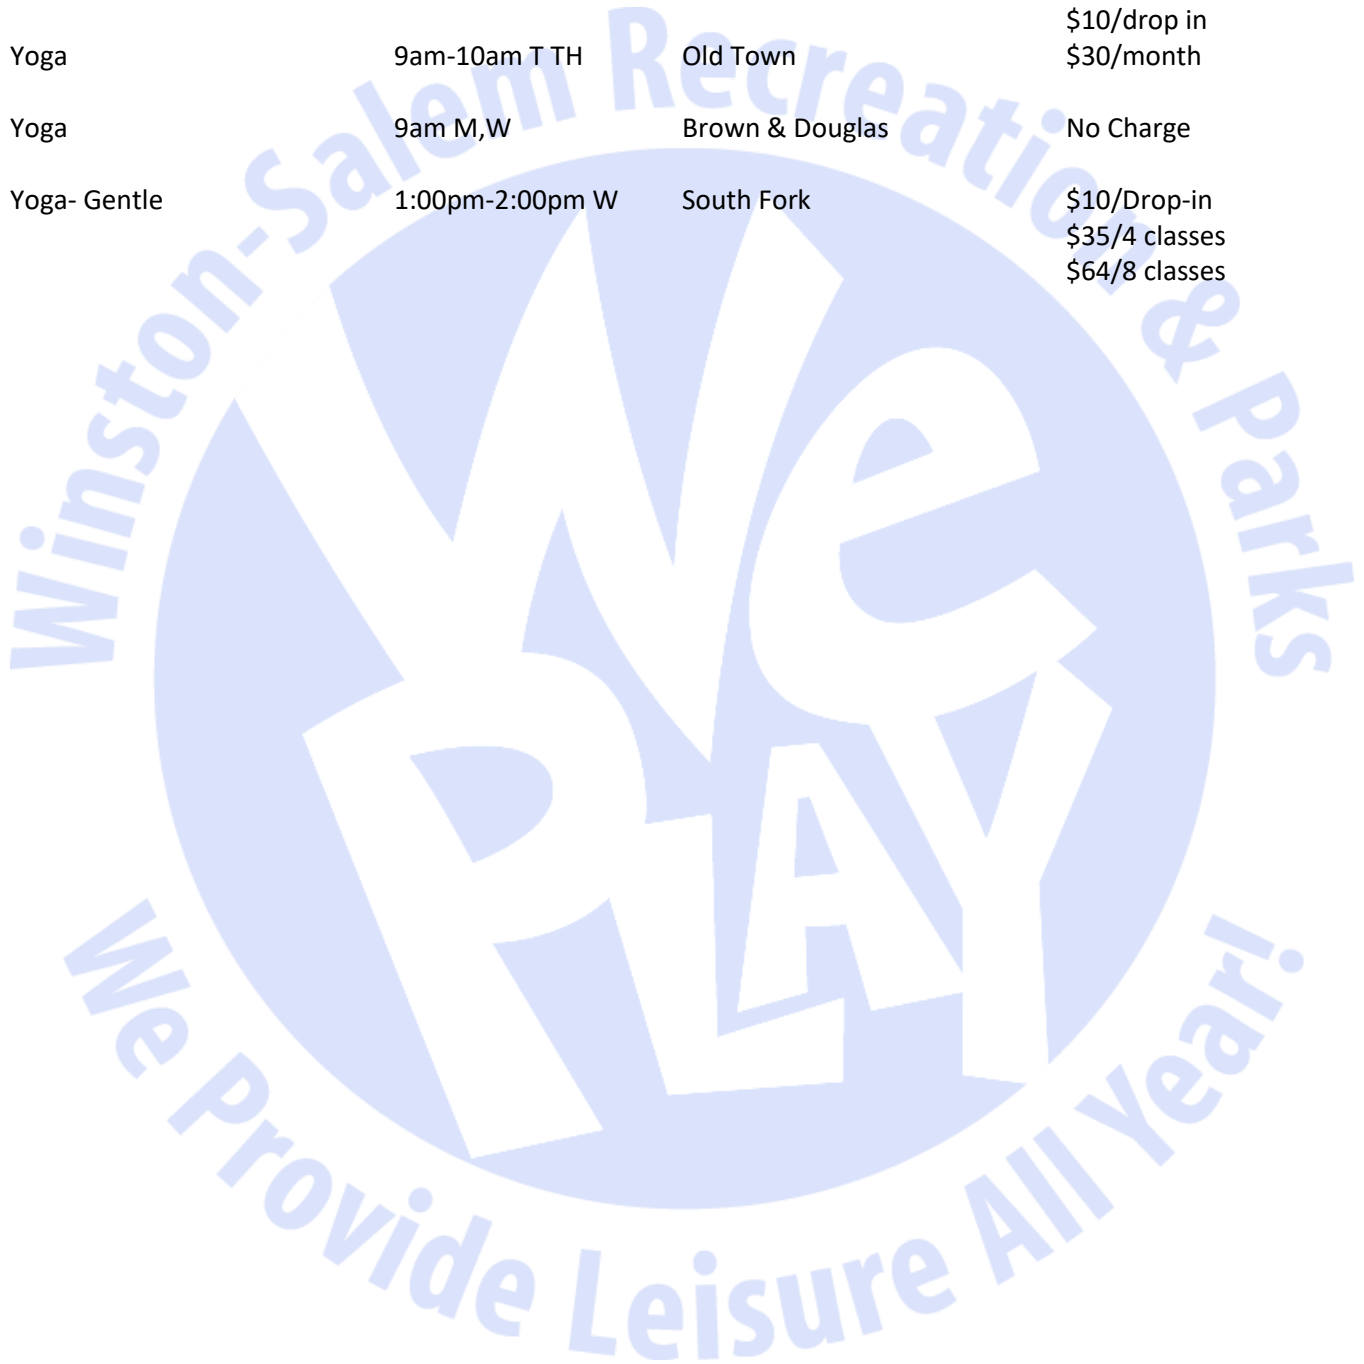 $10/drop in
Yoga 9am-10am T TH Old Town $30/month
Yoga 9am M,W Brown & Douglas No Charge
Yoga- Gentle 1:00pm-2:00pm W South Fork $10/Drop-in
$35/4 classes
$64/8 classes
Winston-Salem Recreation & Parks
We
PLAY
We Provide Leisure All Year!